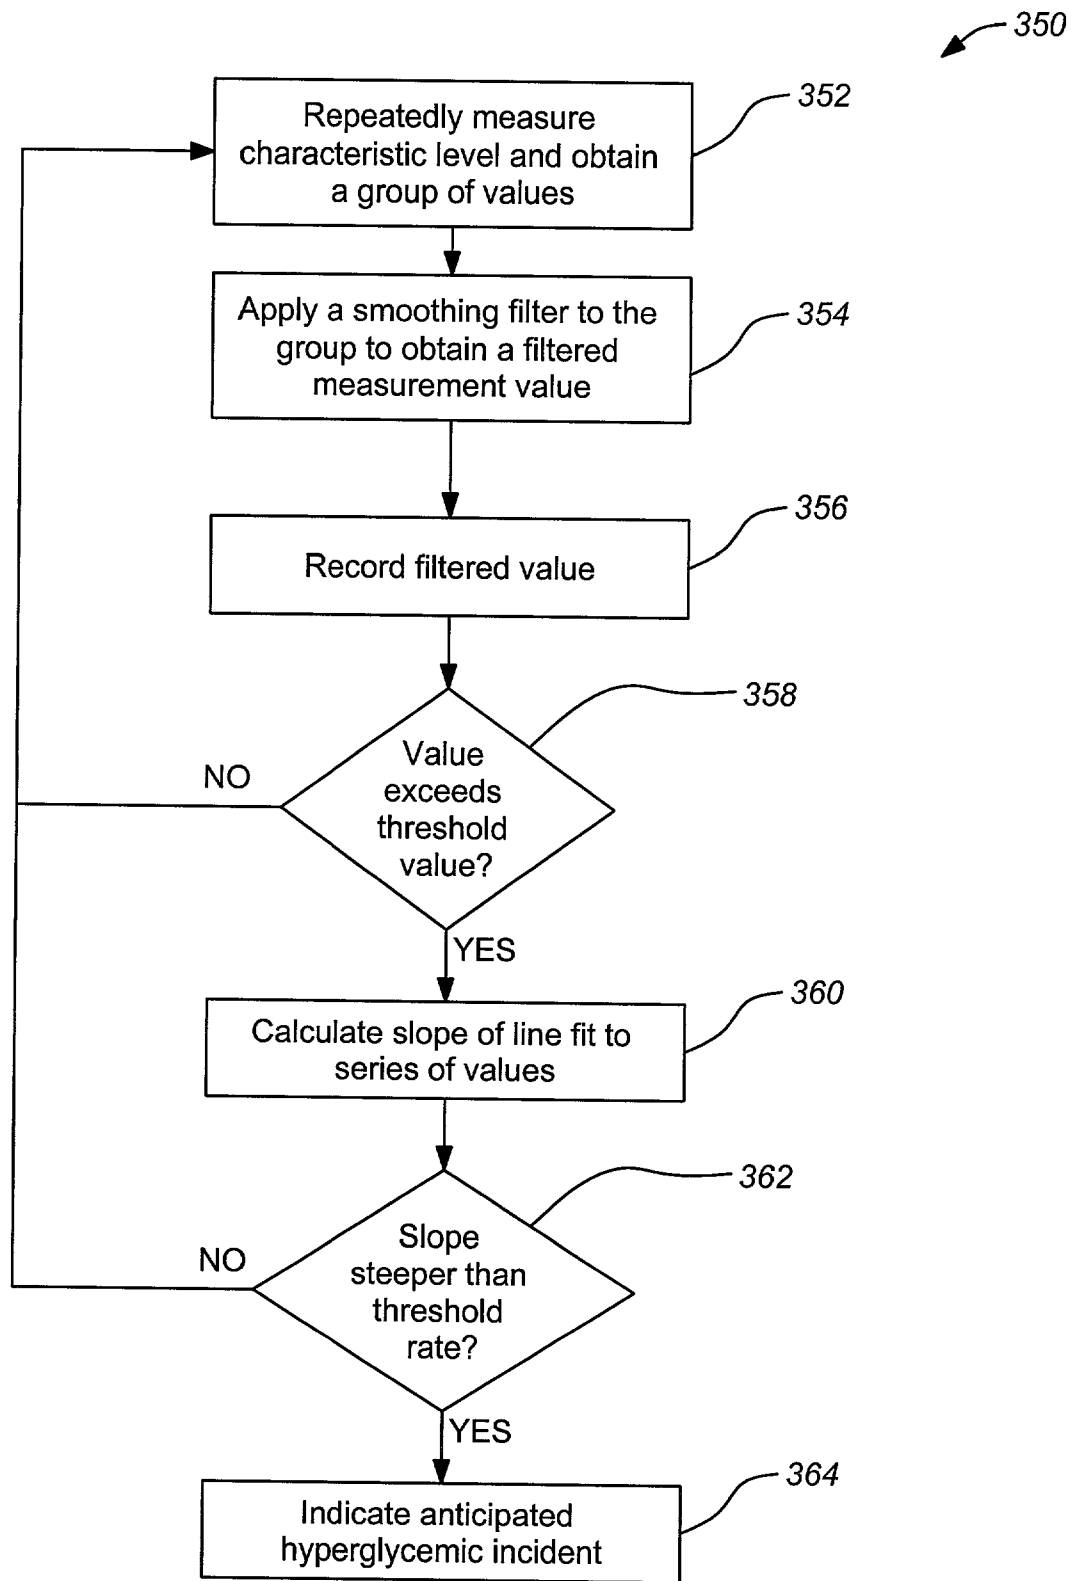 350
352
Repeatedly measure
characteristic level and obtain
a group of values
354
Apply a smoothing filter to the
group to obtain a filtered
measurement value
356
Record filtered value
358
Value
exceeds
threshold
value?
NO
YES
360
Calculate slope of line fit to
series of values
362
Slope
steeper than
threshold
rate?
NO
YES
364
Indicate anticipated
hyperglycemic incident